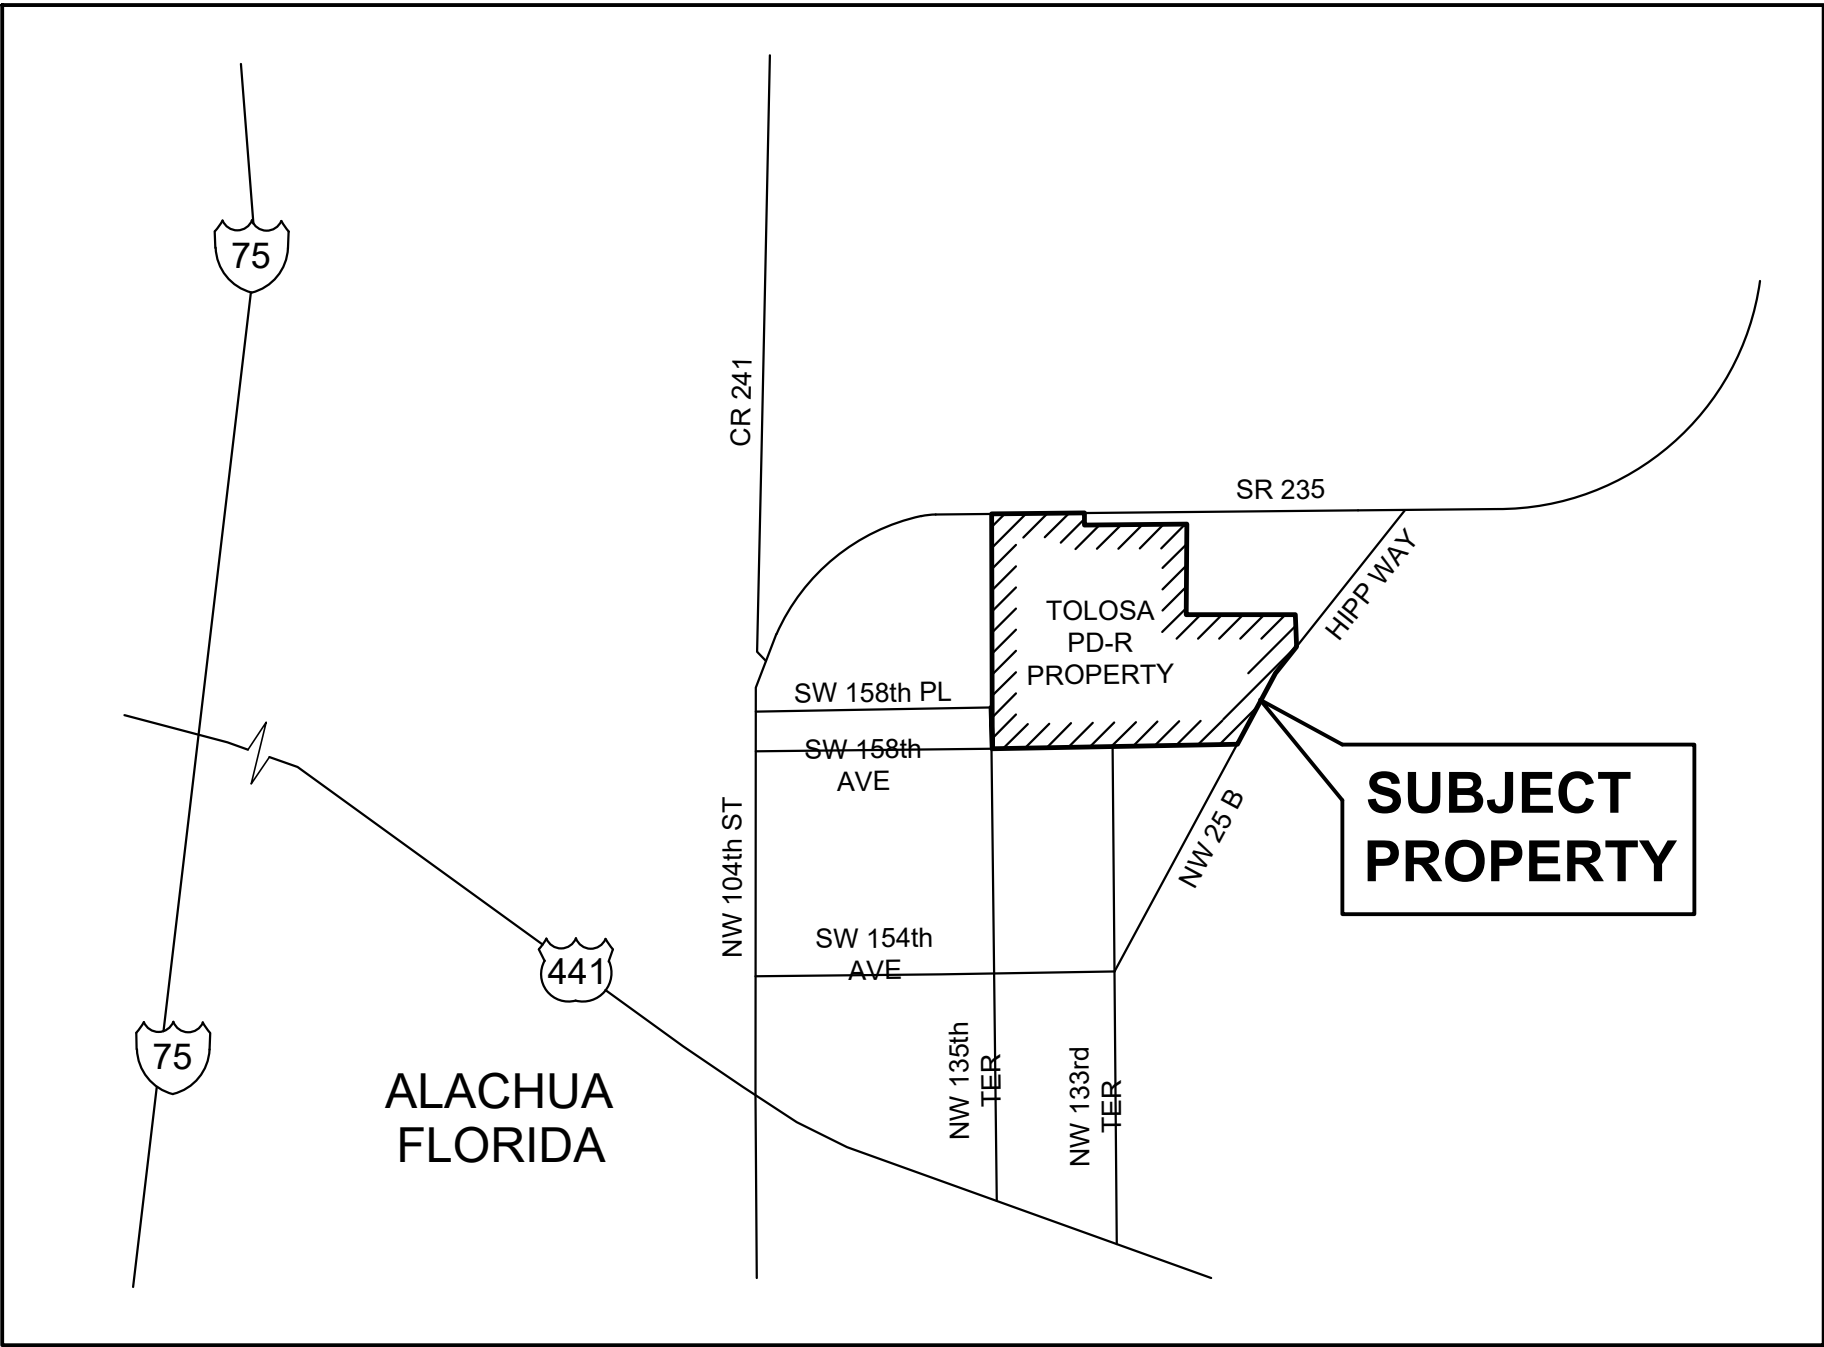 75
CR 241
SR 235
HIPP WAY
TOLOSA
PD-R
PROPERTY
SW 158th PL
SW 158th
AVE
SUBJECT
PROPERTY
NW 25 B
NW 104th ST
SW 154th
AVE
441
75
NW 135th
TER
NW 133rd
TER
ALACHUA
FLORIDA